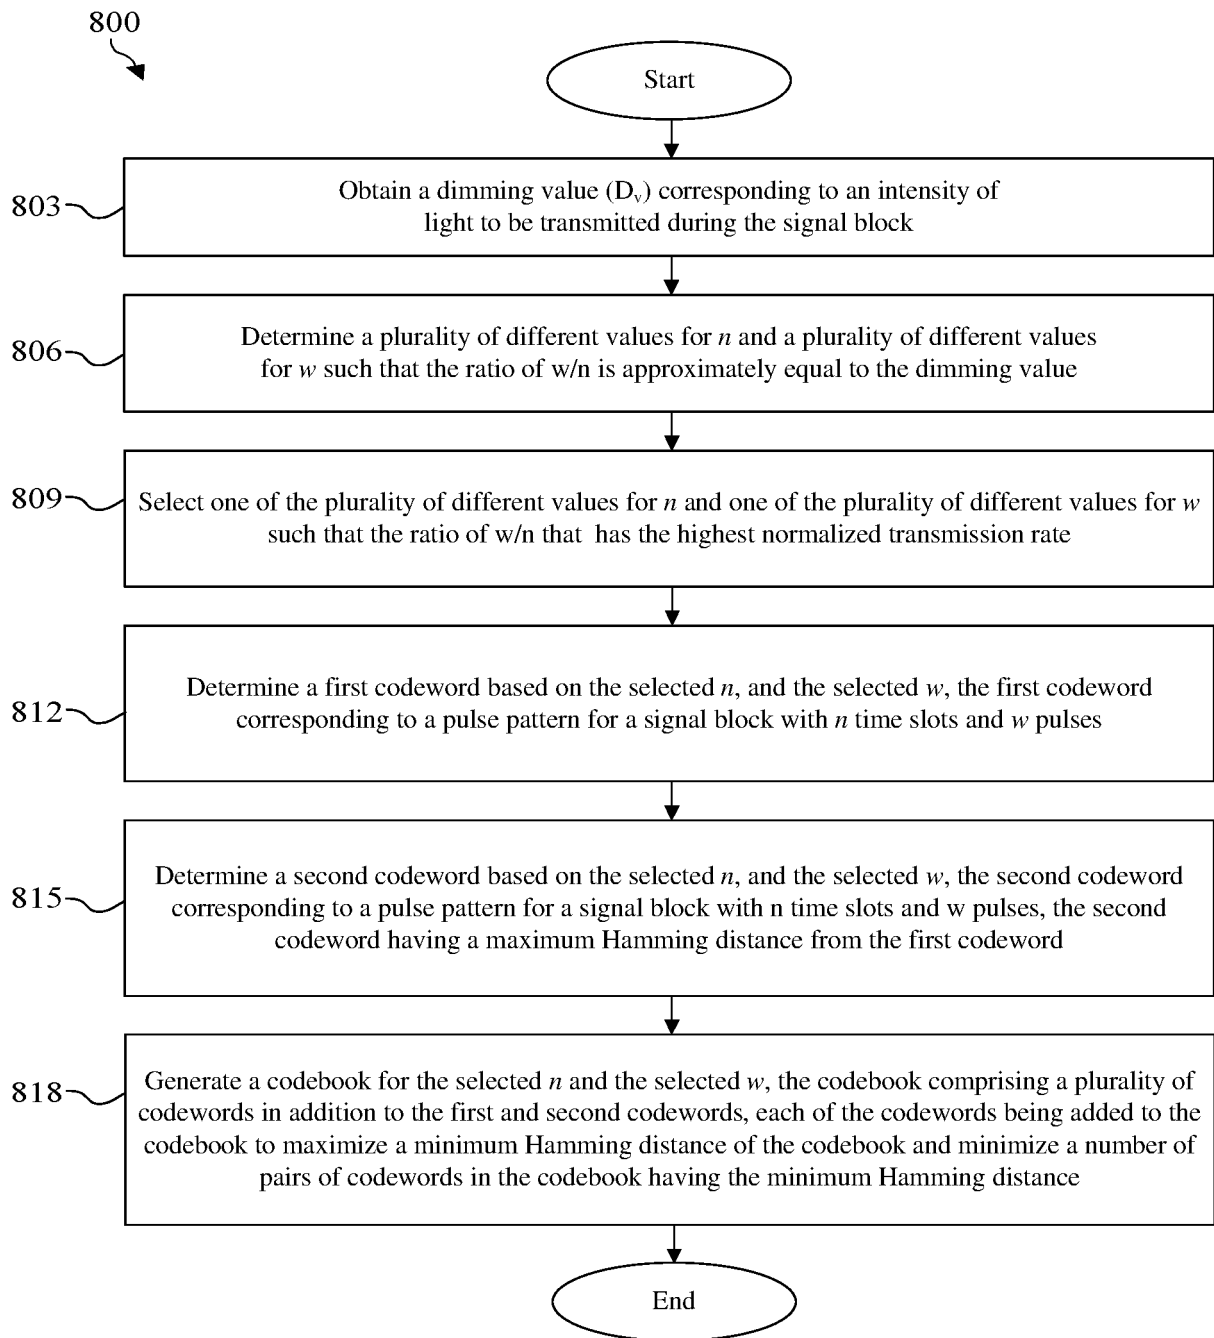 800
Start
803
Obtain a dimming value (Dv) corresponding to an intensity of
light to be transmitted during the signal block
806
Determine a plurality of different values for n and a plurality of different values
for w such that the ratio of w/n is approximately equal to the dimming value
809
Select one of the plurality of different values for n and one of the plurality of different values for w
such that the ratio of w/n that has the highest normalized transmission rate
812
Determine a first codeword based on the selected n, and the selected w, the first codeword
corresponding to a pulse pattern for a signal block with n time slots and w pulses
815
Determine a second codeword based on the selected n, and the selected w, the second codeword
corresponding to a pulse pattern for a signal block with n time slots and w pulses, the second
codeword having a maximum Hamming distance from the first codeword
818
Generate a codebook for the selected n and the selected w, the codebook comprising a plurality of
codewords in addition to the first and second codewords, each of the codewords being added to the
codebook to maximize a minimum Hamming distance of the codebook and minimize a number of
pairs of codewords in the codebook having the minimum Hamming distance
End